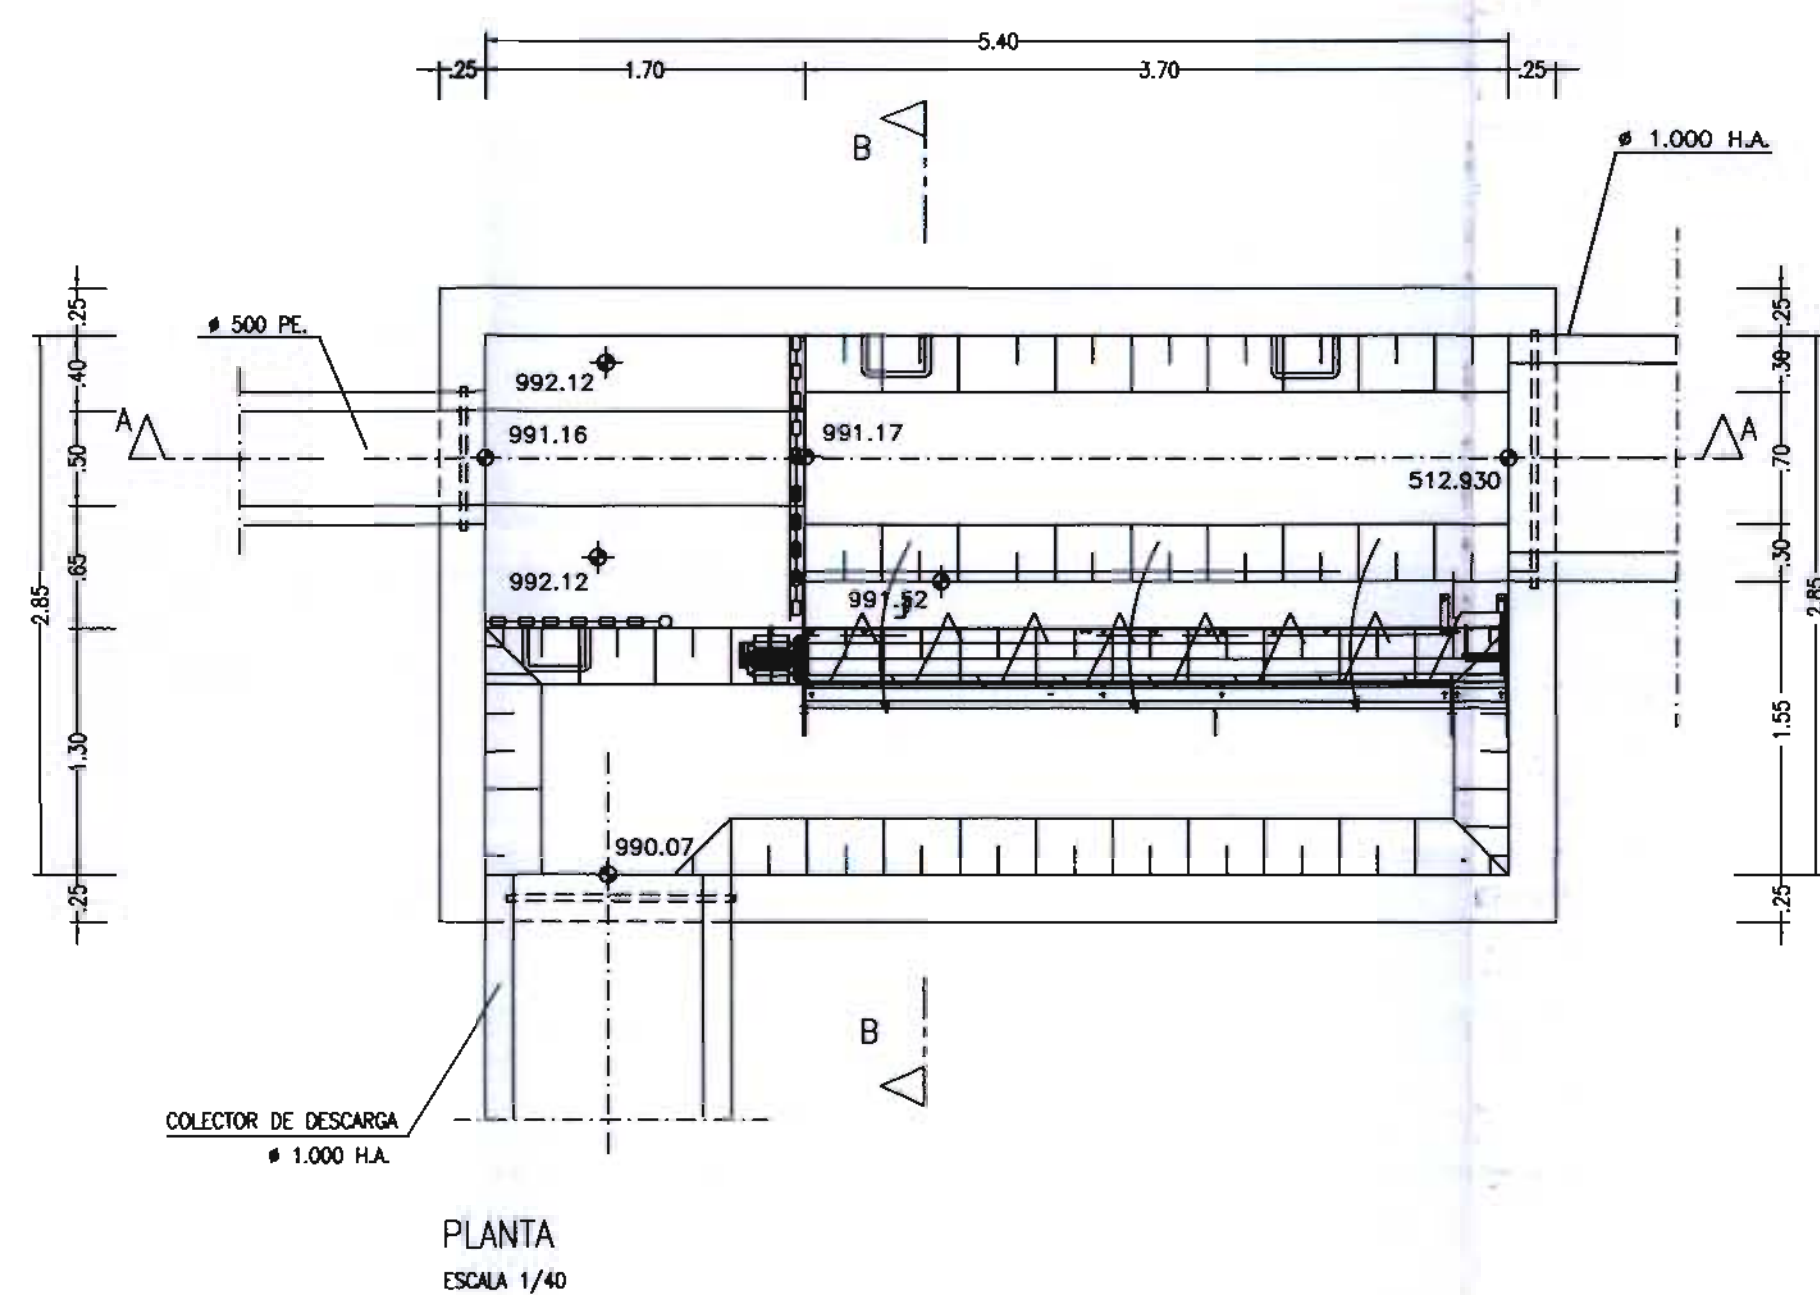 5.40
.25
1.70
3.70
.25
B
ø 1.000 H.A.
ø 500 PE.
.25
.40
.50
.65
1.30
.25
2.85
A
992.12
991.16
991.17
512.930
992.12
991.52
990.07
A
.25
.30
.70
.30
1.55
.25
2.85
B
COLECTOR DE DESCARGA
ø 1.000 H.A.
PLANTA
ESCALA 1/40